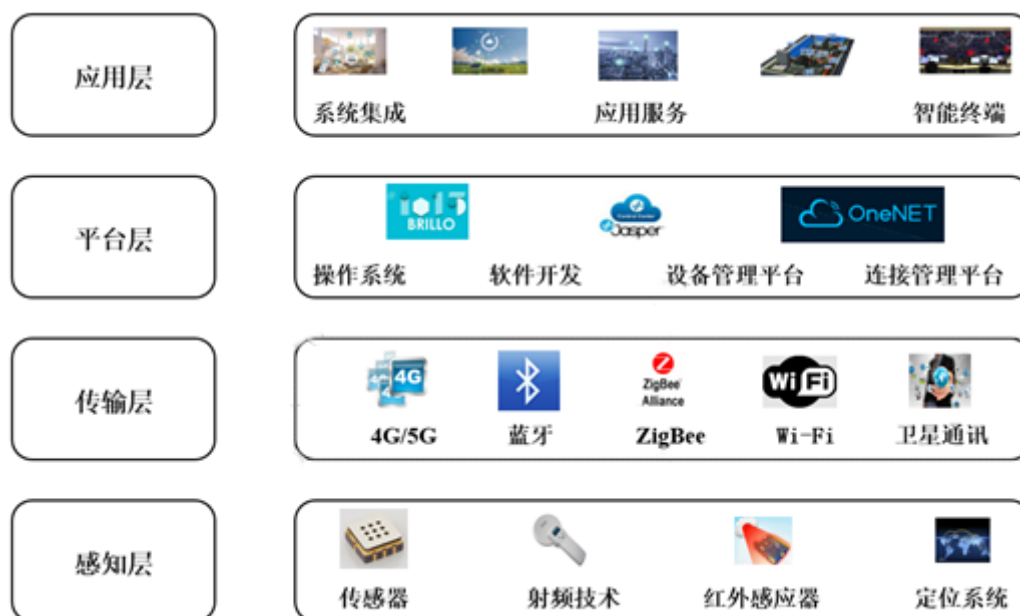 应用层
系统集成 应用服务 智能终端
平台层
BRILLO
Control Center
Jasper
OneNET
操作系统 软件开发 设备管理平台 连接管理平台
传输层
4G
ZigBee
Alliance
WiFi
4G/5G 蓝牙 ZigBee Wi-Fi 卫星通讯
感知层
传感器 射频技术 红外感应器 定位系统